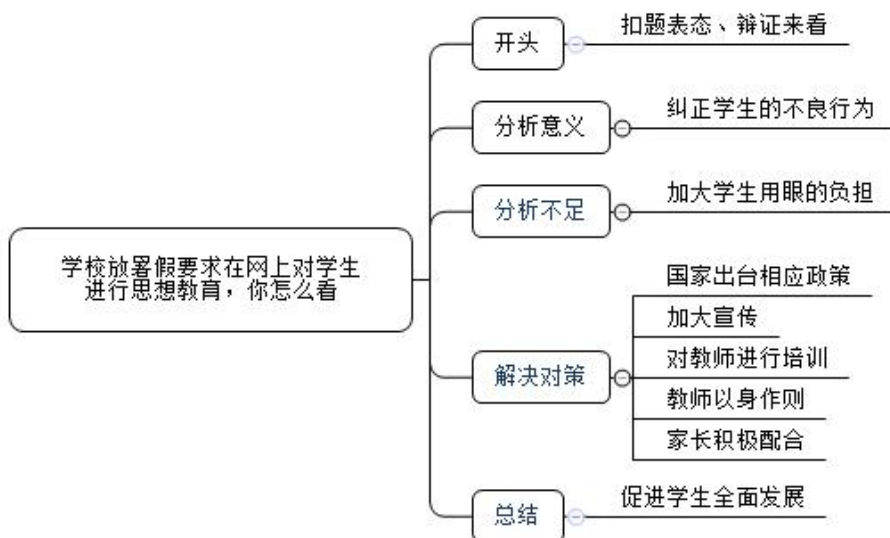 学校放署假要求在网上对学生
进行思想教育，你怎么看
开头
扣题表态、辩证来看
分析意义
纠正学生的不良行为
分析不足
加大学生用眼的负担
解决对策
国家出台相应政策
加大宣传
对教师进行培训
教师以身作则
家长积极配合
总结
促进学生全面发展